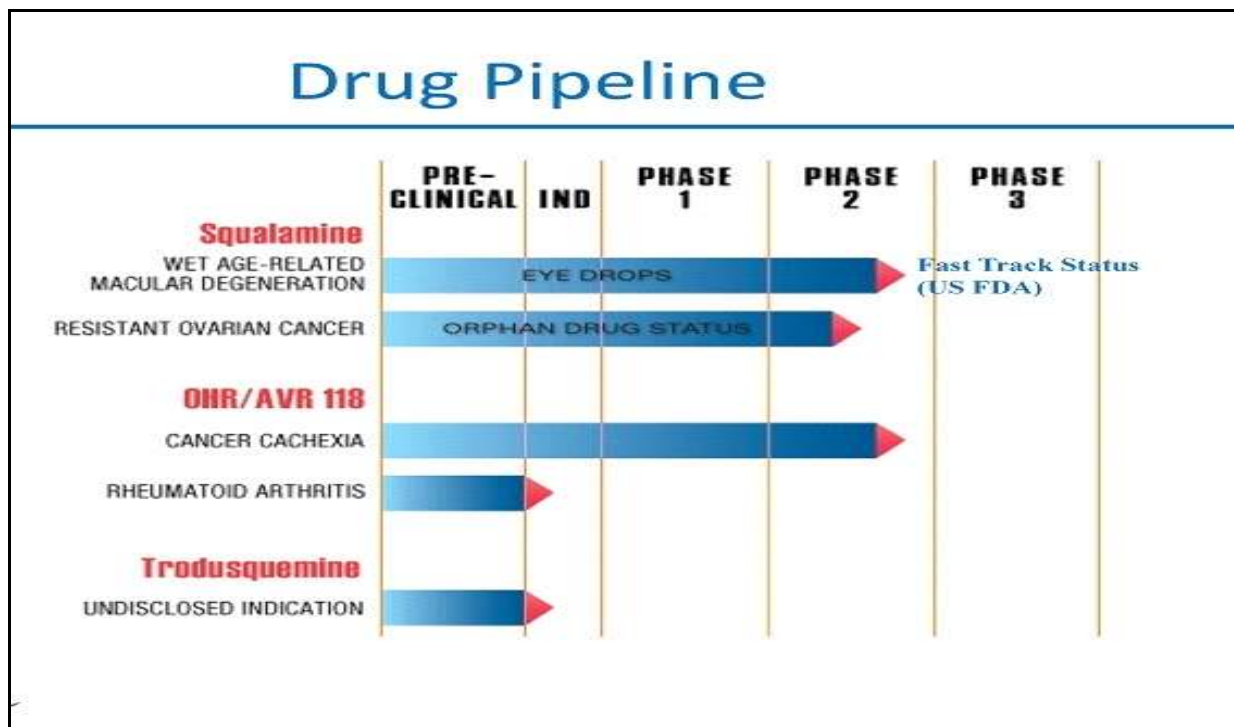 Drug Pipeline
PRE-
CLINICAL
IND
PHASE
1
PHASE
2
PHASE
3
Squalamine
WET AGE-RELATED
MACULAR DEGENERATION
EYE DROPS
Fast Track Status
(US FDA)
RESISTANT OVARIAN CANCER
ORPHAN DRUG STATUS
OHR/AVR 118
CANCER CACHEXIA
RHEUMATOID ARTHRITIS
Trodusquemine
UNDISCLOSED INDICATION